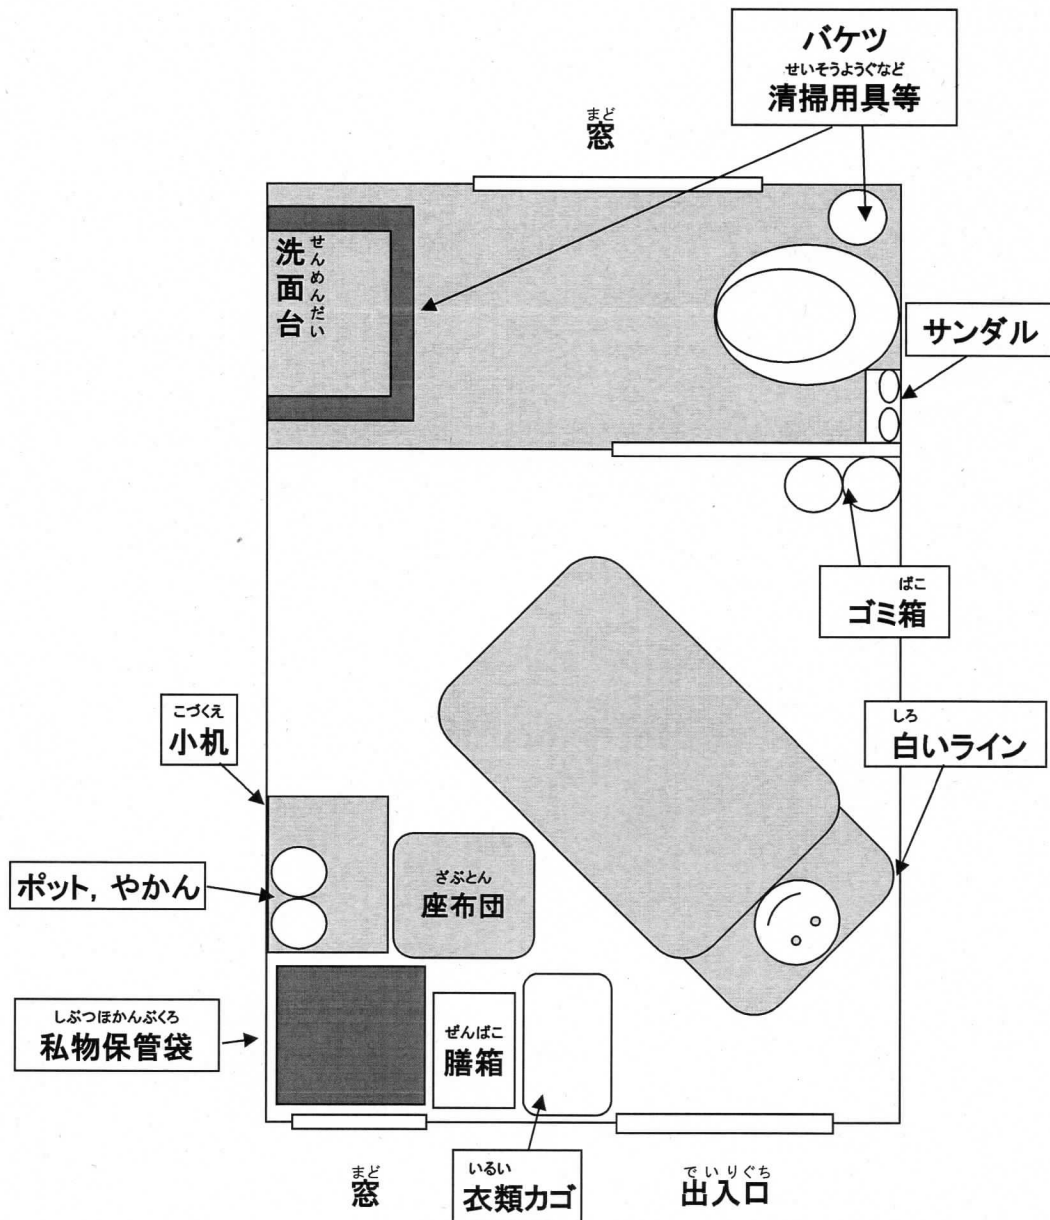 バケツ
せいそうようぐなど
清掃用具等
まど
窓
せんめんだい
洗面台
サンダル
ばこ
ゴミ箱
しろ
白いライン
こづくえ
小机
ポット, やかん
ざぶとん
座布団
しぶつほかんぶくろ
私物保管袋
ぜんばこ
膳箱
まど
窓
いるい
衣類カゴ
でいりぐち
出入口